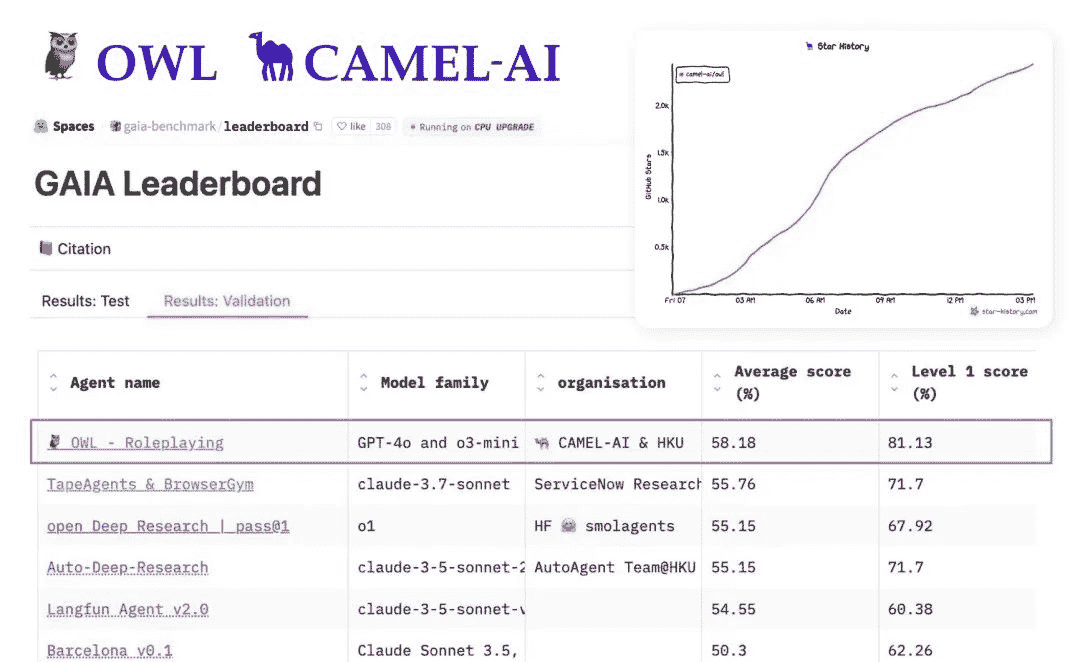 OWL CAMEL-AI
Spaces gaia-benchmark/leaderboard like 308 Running on CPU UPGRADE
GAIA Leaderboard
Citation
Results: Test Results: Validation
Star History
camel-ai/owl
GitHub Stars
2.0k
1.5k
1.0k
0.5k
Fri 07 03 AM 06 AM 09 AM 12 PM 03 PM
Date
star-history.com
Agent name Model family organisation Average score (%) Level 1 score (%)
OWL - Roleplaying GPT-4o and o3-mini CAMEL-AI & HKU 58.18 81.13
TapeAgents & BrowserGym claude-3.7-sonnet ServiceNow Research 55.76 71.7
open Deep Research | pass@1 o1 HF smolagents 55.15 67.92
Auto-Deep-Research claude-3-5-sonnet-2 AutoAgent Team@HKU 55.15 71.7
Langfun Agent v2.0 claude-3-5-sonnet-v 54.55 60.38
Barcelona v0.1 Claude Sonnet 3.5, 50.3 62.26